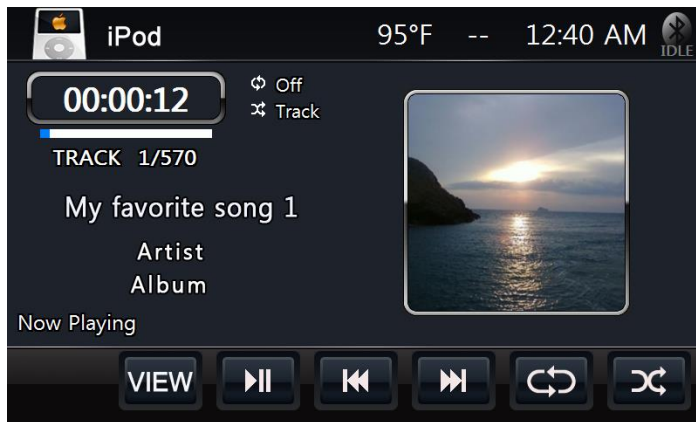 iPod 95°F -- 12:40 AM
IDLE
00:00:12
Off
Track
TRACK 1/570
My favorite song 1
Artist
Album
Now Playing
VIEW